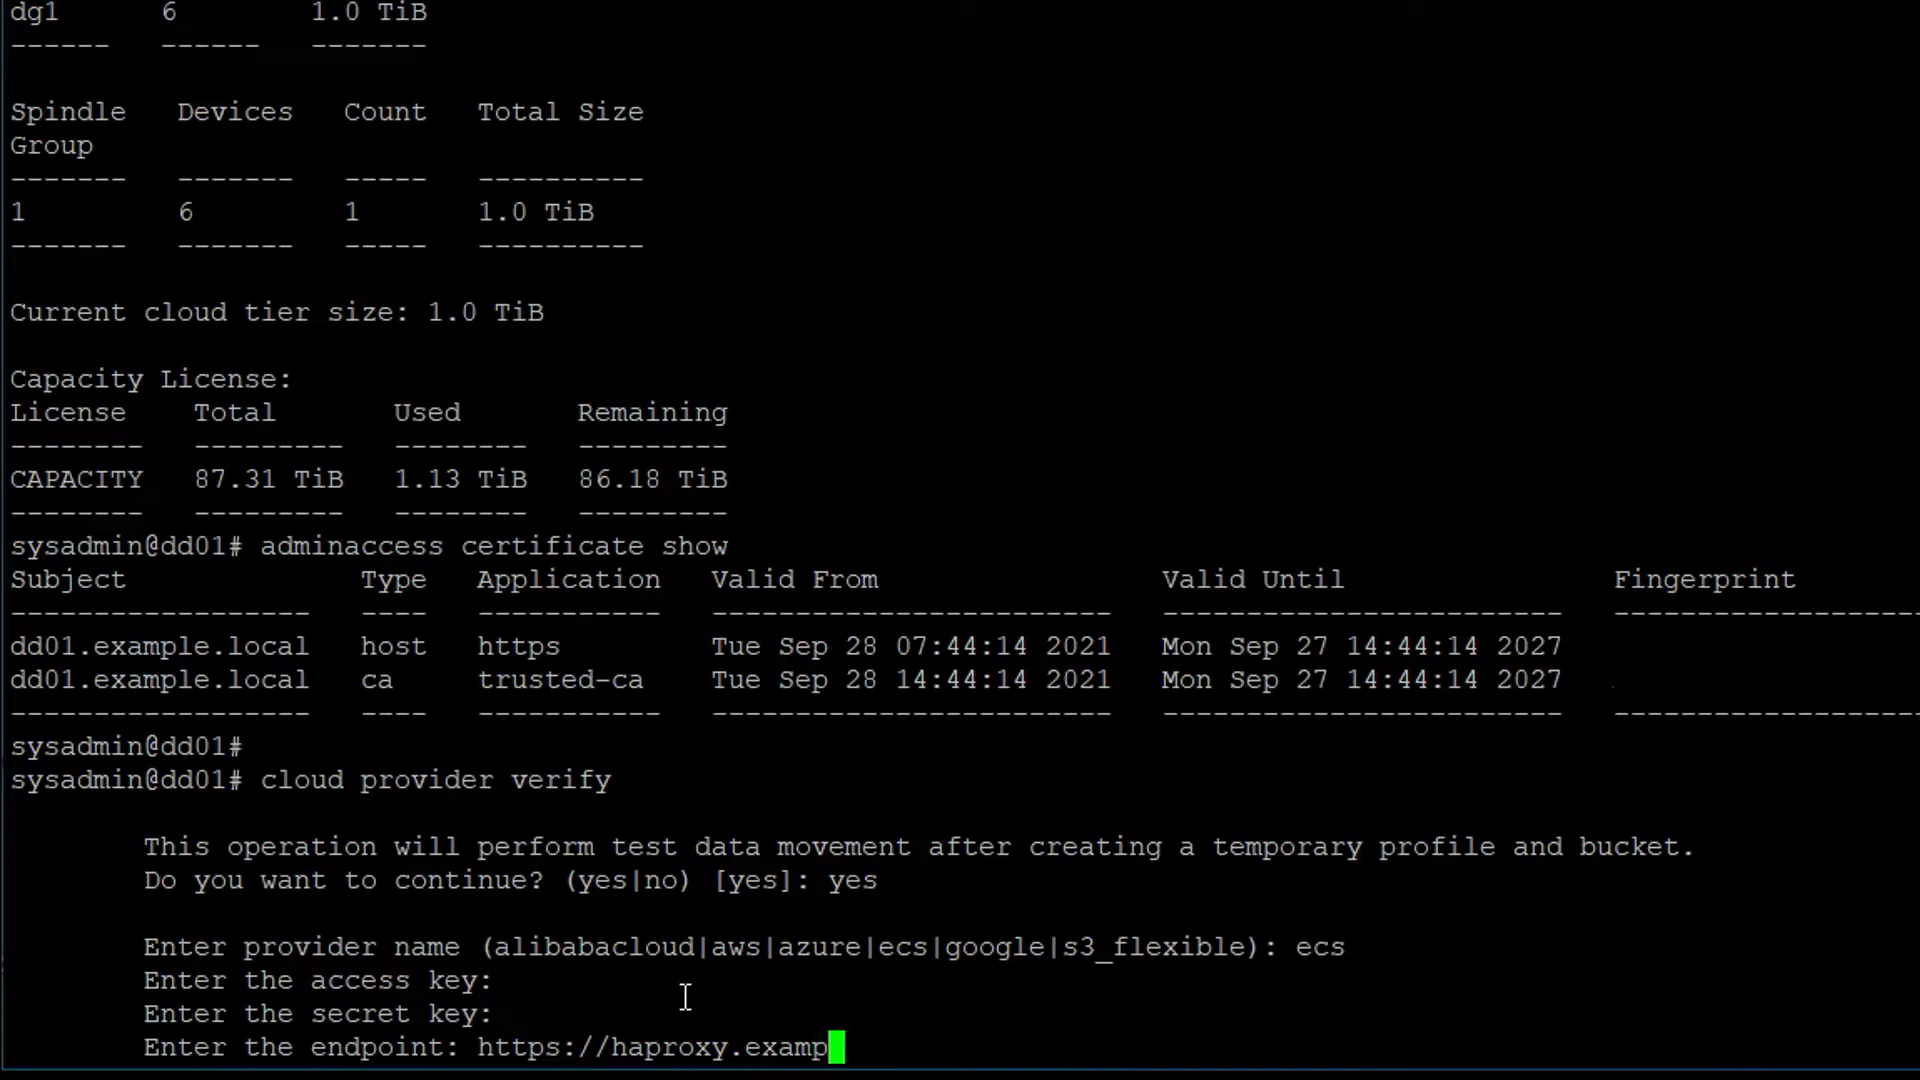 dg1 6 1.0 TiB
------ ------ -------
Spindle Devices Count Total Size
Group
------- ------- ----- ----------
1 6 1 1.0 TiB
------- ------- ----- ----------
Current cloud tier size: 1.0 TiB
Capacity License:
License Total Used Remaining
-------- --------- -------- ---------
CAPACITY 87.31 TiB 1.13 TiB 86.18 TiB
-------- --------- -------- ---------
sysadmin@dd01# adminaccess certificate show
Subject Type Application Valid From Valid Until Fingerprint
------------------ ---- ----------- ------------------------ ------------------------ -------------------
dd01.example.local host https Tue Sep 28 07:44:14 2021 Mon Sep 27 14:44:14 2027
dd01.example.local ca trusted-ca Tue Sep 28 14:44:14 2021 Mon Sep 27 14:44:14 2027
------------------ ---- ----------- ------------------------ ------------------------ -------------------
sysadmin@dd01#
sysadmin@dd01# cloud provider verify
This operation will perform test data movement after creating a temporary profile and bucket.
Do you want to continue? (yes|no) [yes]: yes
Enter provider name (alibabacloud|aws|azure|ecs|google|s3_flexible): ecs
Enter the access key:
Enter the secret key:
Enter the endpoint: https://haproxy.examp